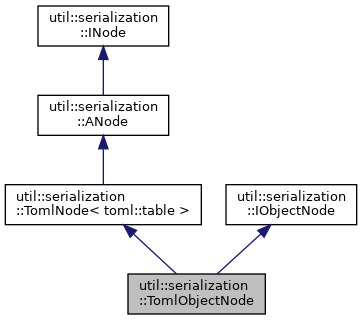 util::serialization
::INode
util::serialization
::ANode
util::serialization
::TomlNode< toml::table >
util::serialization
::IObjectNode
util::serialization
::TomlObjectNode